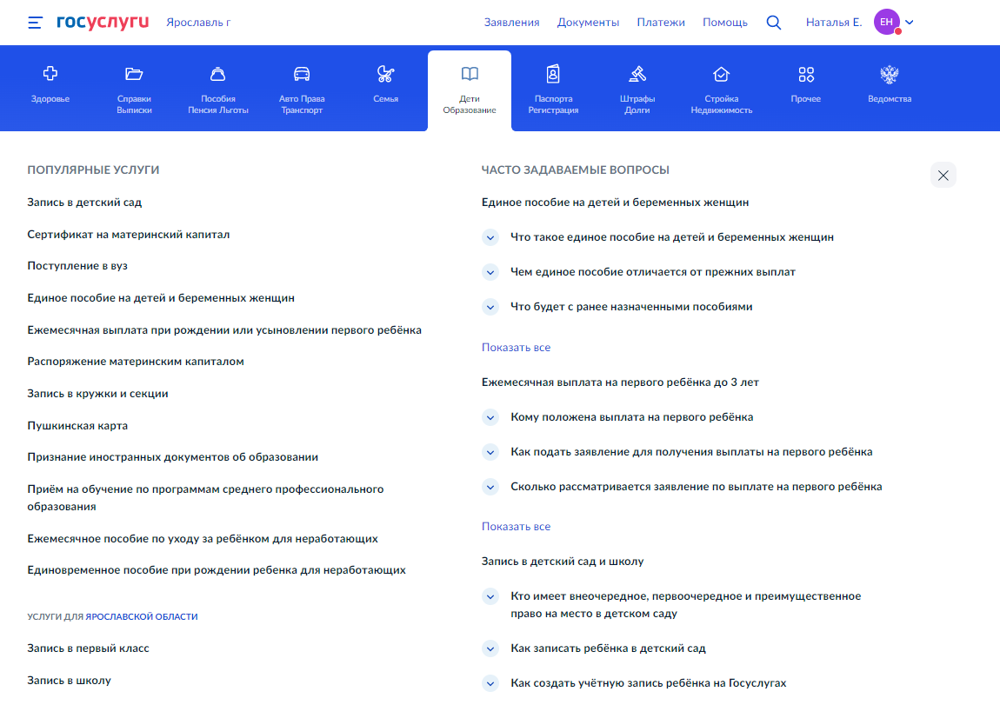 госуслуги
Ярославль г
Заявления
Документы
Платежи
Помощь
Наталья Е.
ЕН
Здоровье
Справки
Выписки
Пособия
Пенсия Льготы
Авто Права
Транспорт
Семья
Дети
Образование
Паспорта
Регистрация
Штрафы
Долги
Стройка
Недвижимость
Прочее
Ведомства
ПОПУЛЯРНЫЕ УСЛУГИ
Запись в детский сад
Сертификат на материнский капитал
Поступление в вуз
Единое пособие на детей и беременных женщин
Ежемесячная выплата при рождении или усыновлении первого ребёнка
Распоряжение материнским капиталом
Запись в кружки и секции
Пушкинская карта
Признание иностранных документов об образовании
Приём на обучение по программам среднего профессионального
образования
Ежемесячное пособие по уходу за ребёнком для неработающих
Единовременное пособие при рождении ребенка для неработающих
УСЛУГИ ДЛЯ ЯРОСЛАВСКОЙ ОБЛАСТИ
Запись в первый класс
Запись в школу
ЧАСТО ЗАДАВАЕМЫЕ ВОПРОСЫ
Единое пособие на детей и беременных женщин
Что такое единое пособие на детей и беременных женщин
Чем единое пособие отличается от прежних выплат
Что будет с ранее назначенными пособиями
Показать все
Ежемесячная выплата на первого ребёнка до 3 лет
Кому положена выплата на первого ребёнка
Как подать заявление для получения выплаты на первого ребёнка
Сколько рассматривается заявление по выплате на первого ребёнка
Показать все
Запись в детский сад и школу
Кто имеет внеочередное, первоочередное и преимущественное
право на место в детском саду
Как записать ребёнка в детский сад
Как создать учётную запись ребёнка на Госуслугах